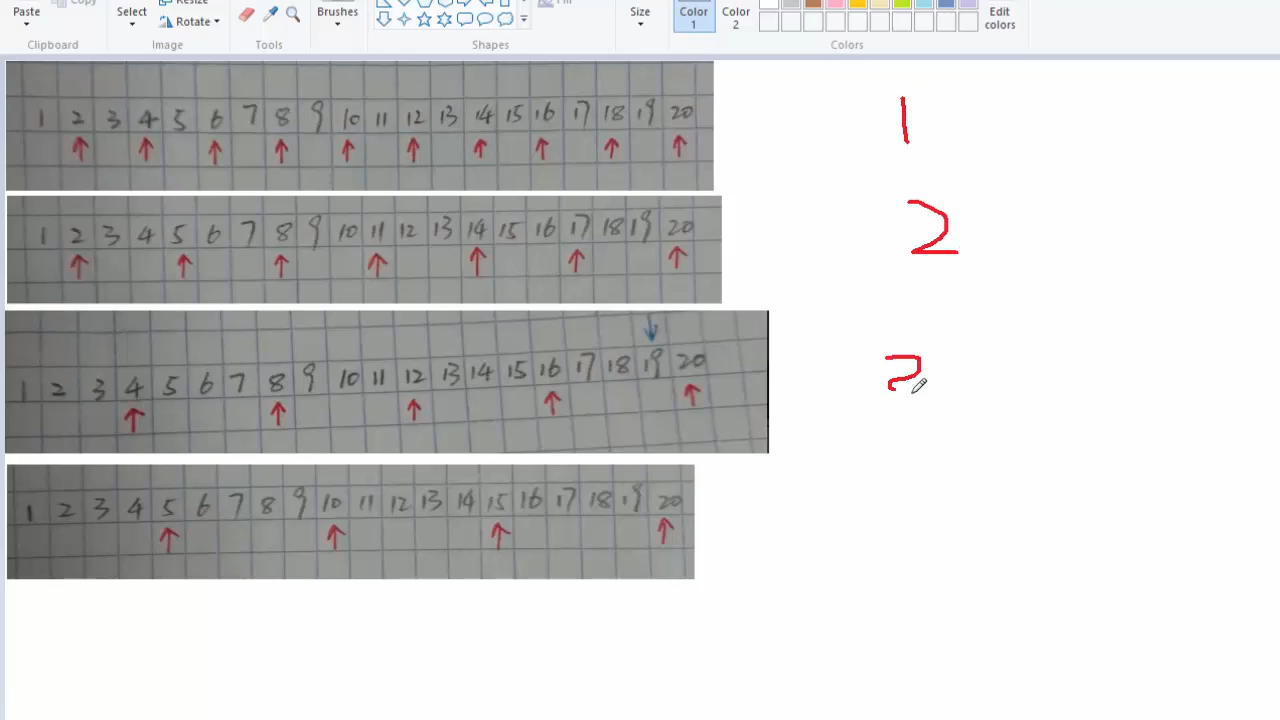 Paste
Copy
Select
Resize
Rotate
Brushes
Fill
Size
Color 1
Color 2
Edit colors
Clipboard
Image
Tools
Shapes
Colors
1 2 3 4 5 6 7 8 9 10 11 12 13 14 15 16 17 18 19 20
1
1 2 3 4 5 6 7 8 9 10 11 12 13 14 15 16 17 18 19 20
2
1 2 3 4 5 6 7 8 9 10 11 12 13 14 15 16 17 18 19 20
1 2 3 4 5 6 7 8 9 10 11 12 13 14 15 16 17 18 19 20